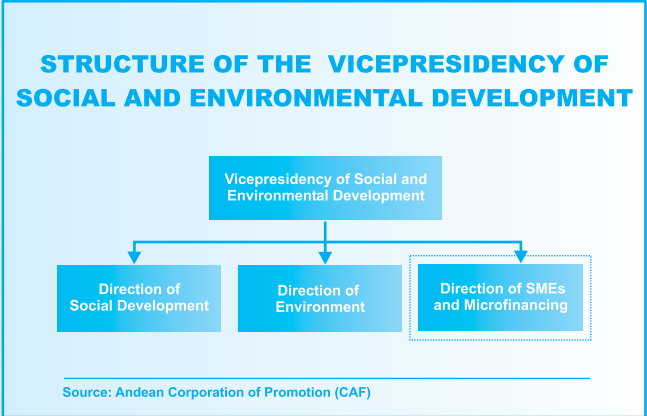 STRUCTURE OF THE VICEPRESIDENCY OF
SOCIAL AND ENVIRONMENTAL DEVELOPMENT
Vicepresidency of Social and
Environmental Development
Direction of
Social Development
Direction of
Environment
Direction of SMEs
and Microfinancing
Source: Andean Corporation of Promotion (CAF)